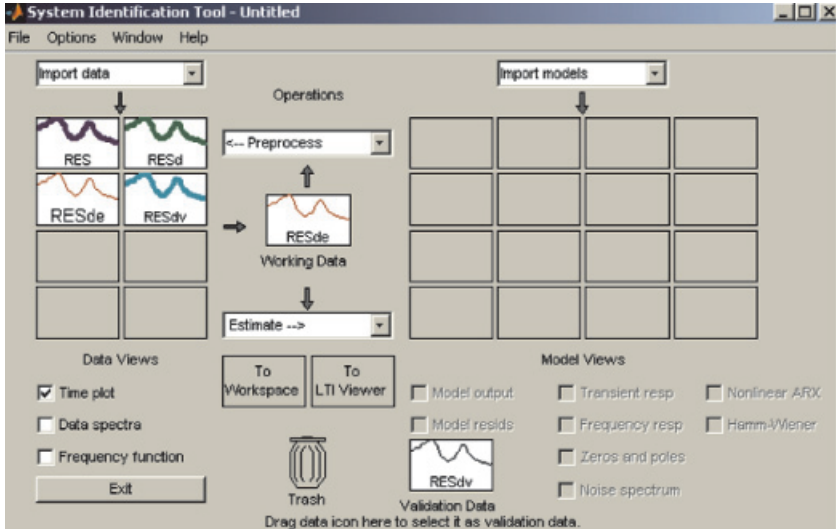 System Identification Tool - Untitled
File Options Window Help
Import data
Import models
Operations
RES
RESd
<-- Preprocess
RESde
RESdv
RESde
Working Data
Estimate -->
Data Views
To Workspace
To LTI Viewer
Model Views
Time plot
Model output
Transient resp
Nonlinear ARX
Data spectra
Model resids
Frequency resp
Hamm-Wiener
Frequency function
Zeros and poles
RESdv
Exit
Trash
Validation Data
Noise spectrum
Drag data icon here to select it as validation data.